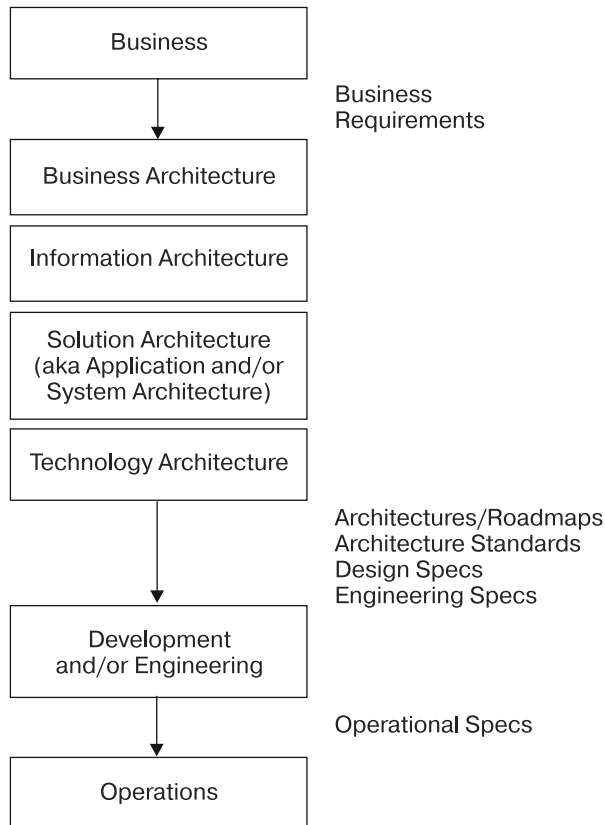 Business
Business
Requirements
Business Architecture
Information Architecture
Solution Architecture
(aka Application and/or
System Architecture)
Technology Architecture
Architectures/Roadmaps
Architecture Standards
Design Specs
Engineering Specs
Development
and/or Engineering
Operational Specs
Operations